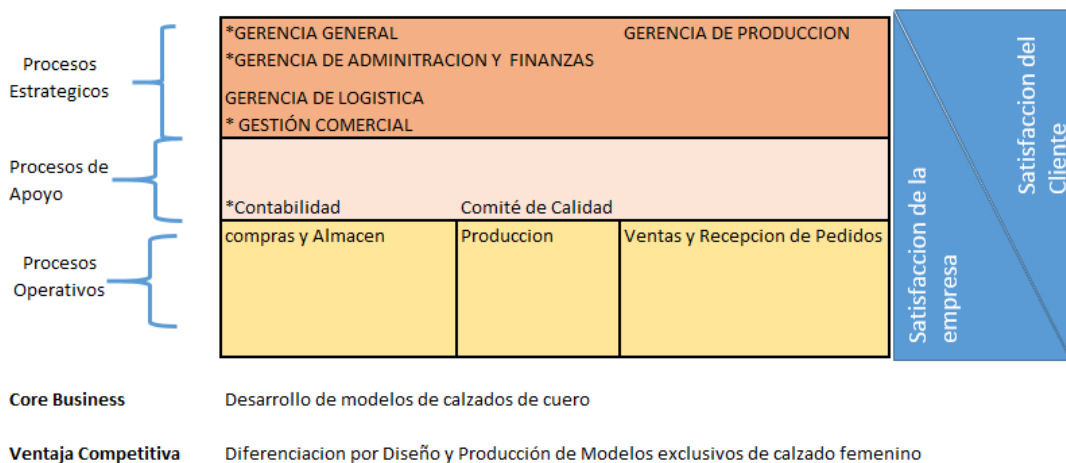 Procesos
Estrategicos
*GERENCIA GENERAL
GERENCIA DE PRODUCCION
*GERENCIA DE ADMINITRACION Y FINANZAS
GERENCIA DE LOGISTICA
* GESTIÓN COMERCIAL
Procesos de
Apoyo
*Contabilidad
Comité de Calidad
Procesos
Operativos
compras y Almacen
Produccion
Ventas y Recepcion de Pedidos
Satisfaccion de la
empresa
Satisfaccion del
Cliente
Core Business
Desarrollo de modelos de calzados de cuero
Ventaja Competitiva
Diferenciacion por Diseño y Producción de Modelos exclusivos de calzado femenino